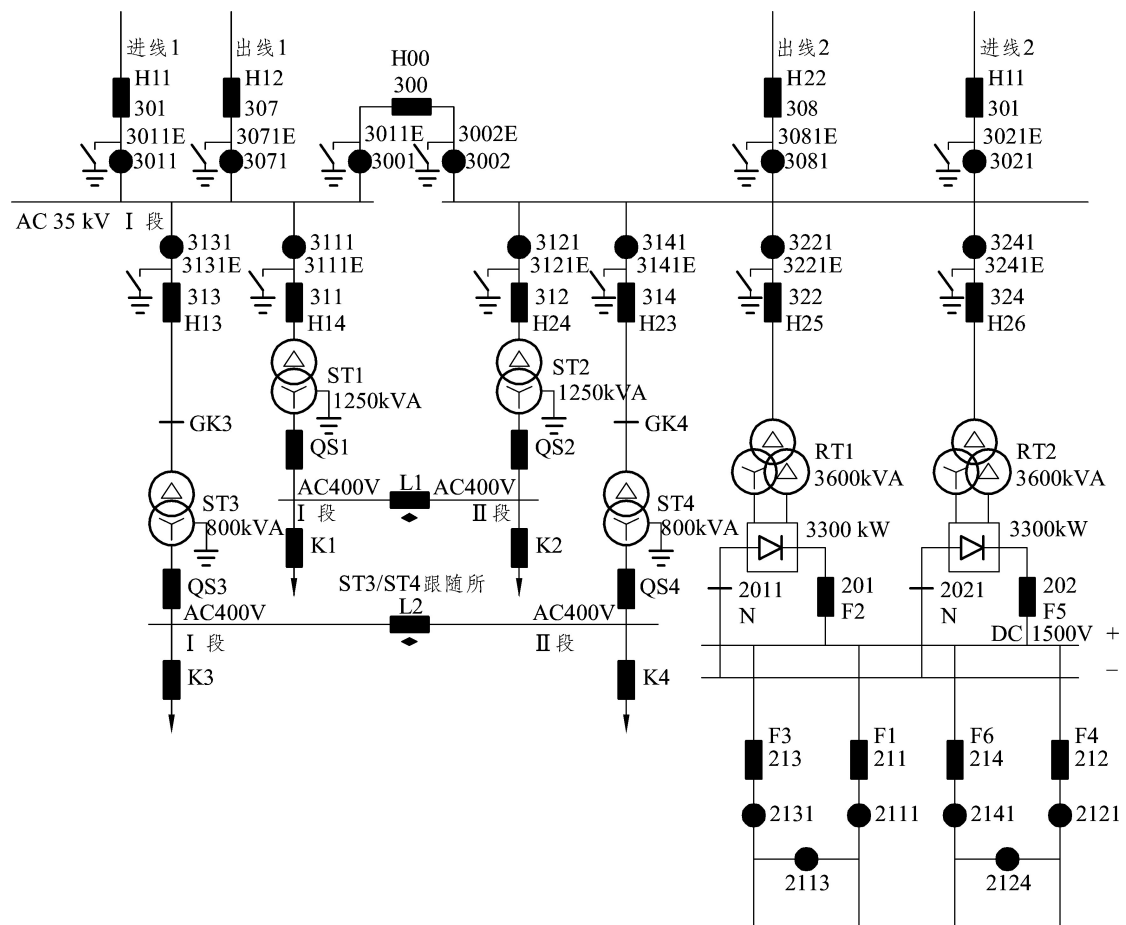 进线1
H11
301
3011E
3011
出线1
H12
307
3071E
3071
H00
300
3011E
3001
3002E
3002
出线2
H22
308
3081E
3081
进线2
H11
301
3021E
3021
AC 35 kV Ⅰ 段
3131
3131E
313
H13
3111
3111E
311
H14
3121
3121E
312
H24
3141
3141E
314
H23
3221
3221E
322
H25
3241
3241E
324
H26
ST1
1250kVA
ST2
1250kVA
GK3
QS1
QS2
GK4
RT1
3600kVA
RT2
3600kVA
AC400V
Ⅰ 段
L1
AC400V
Ⅱ 段
ST3
800kVA
ST4
800kVA
K1
K2
3300 kW
3300kW
QS3
ST3/ST4跟随所
QS4
2011
N
201
F2
2021
N
202
F5
AC400V
Ⅰ 段
L2
AC400V
Ⅱ 段
DC 1500V
+
−
K3
K4
F3
213
F1
211
F6
214
F4
212
2131
2111
2141
2121
2113
2124